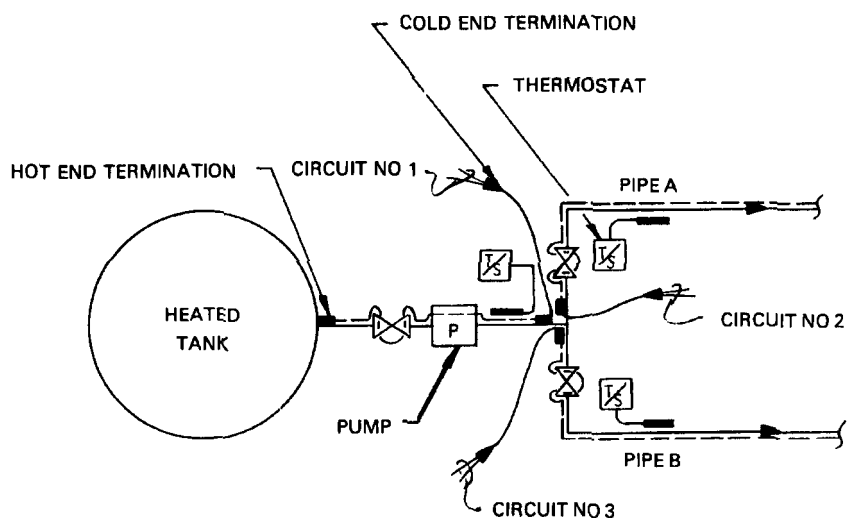 COLD END TERMINATION
THERMOSTAT
HOT END TERMINATION
CIRCUIT NO 1
PIPE A
T/S
T/S
HEATED
TANK
P
CIRCUIT NO 2
T/S
PUMP
PIPE B
CIRCUIT NO 3